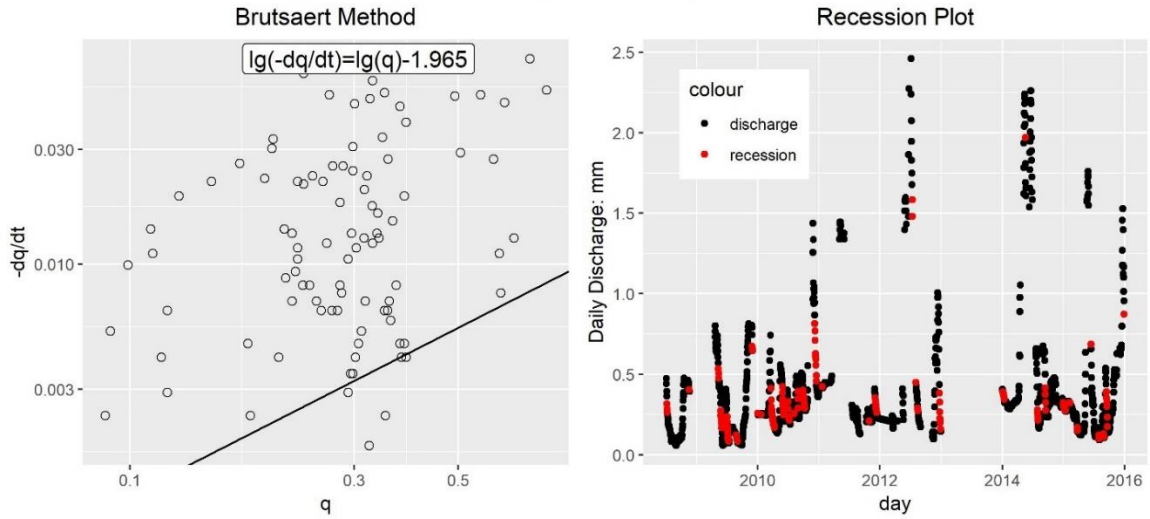 Brutsaert Method
lg(-dq/dt)=lg(q)-1.965
-dq/dt
0.030
0.010
0.003
0.1
0.3
0.5
q
Recession Plot
Daily Discharge: mm
2.5
2.0
1.5
1.0
0.5
0.0
colour
discharge
recession
2010
2012
2014
2016
day